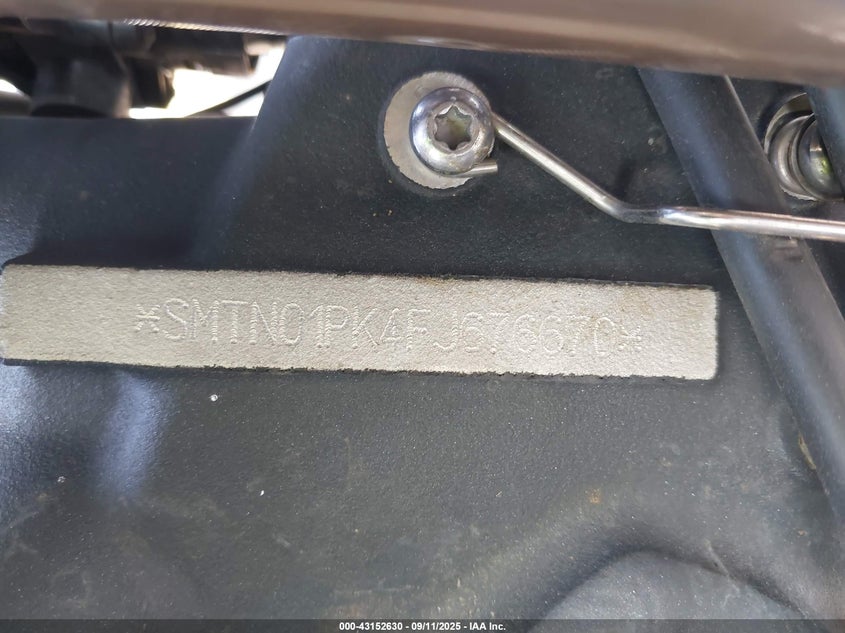 *SMTN01PK4FJ676670*
000-43152630 - 09/11/2025 - IAA Inc.